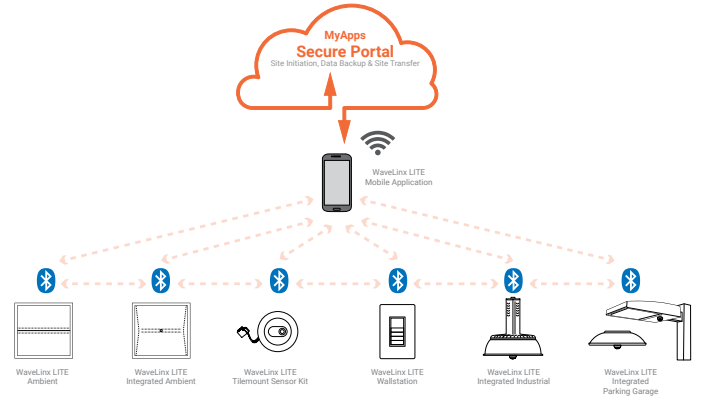 MyApps
Secure Portal
Site Initiation, Data Backup & Site Transfer
WaveLinx LITE
Mobile Application
WaveLinx LITE
Ambient
WaveLinx LITE
Integrated Ambient
WaveLinx LITE
Tilemount Sensor Kit
WaveLinx LITE
Wallstation
WaveLinx LITE
Integrated Industrial
WaveLinx LITE
Integrated
Parking Garage